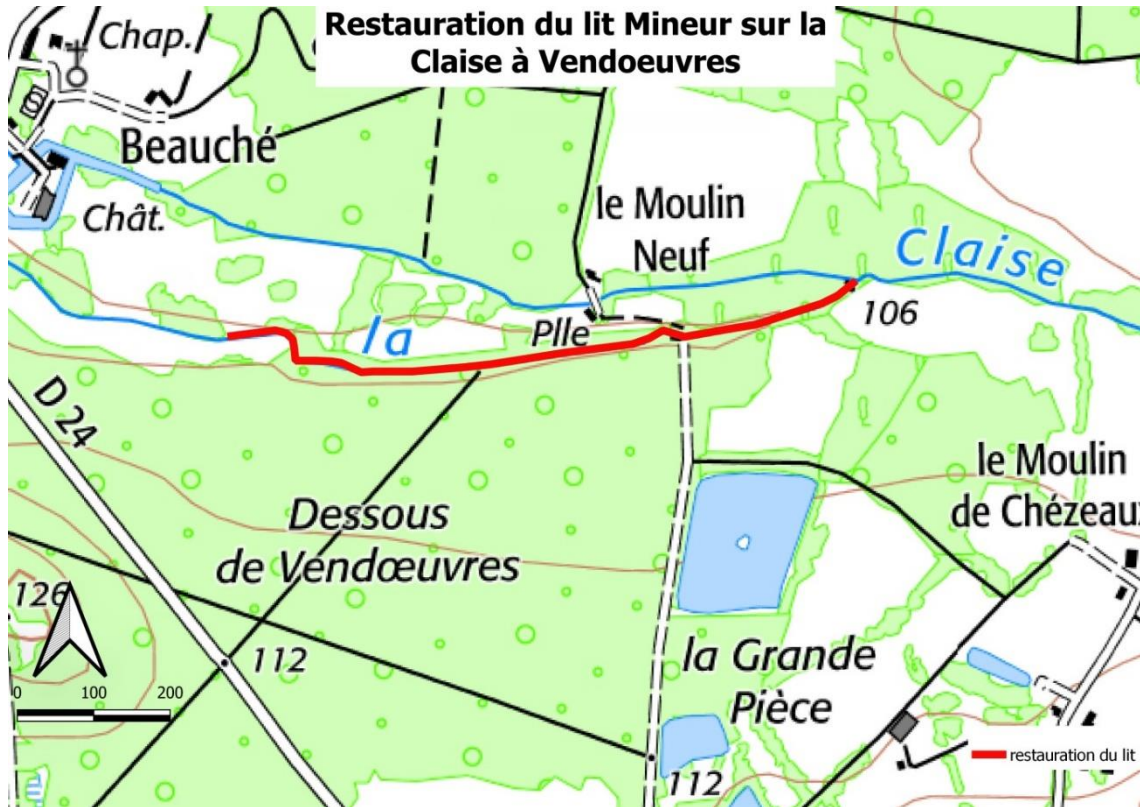 Restauration du lit Mineur sur la
Claise à Vendoeuvres
Chap.
Beauché
Chât.
le Moulin
Neuf
Claise
la
Plle
106
D 24
le Moulin
de Chézeaux
Dessous
de Vendœuvres
126
112
la Grande
Pièce
0 100 200
112
restauration du lit